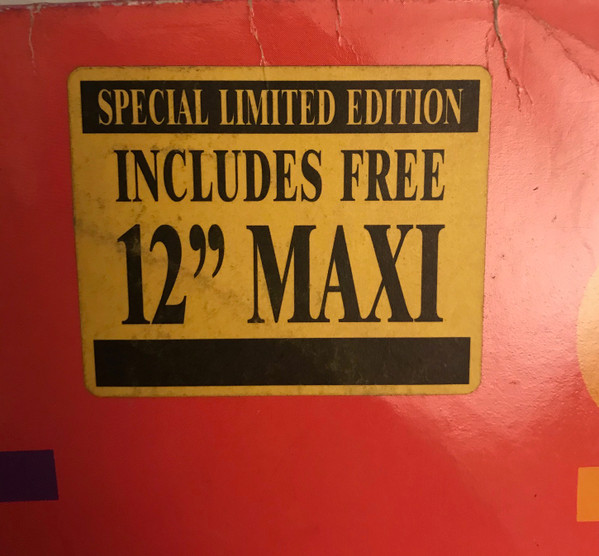 SPECIAL LIMITED EDITION
INCLUDES FREE
12” MAXI